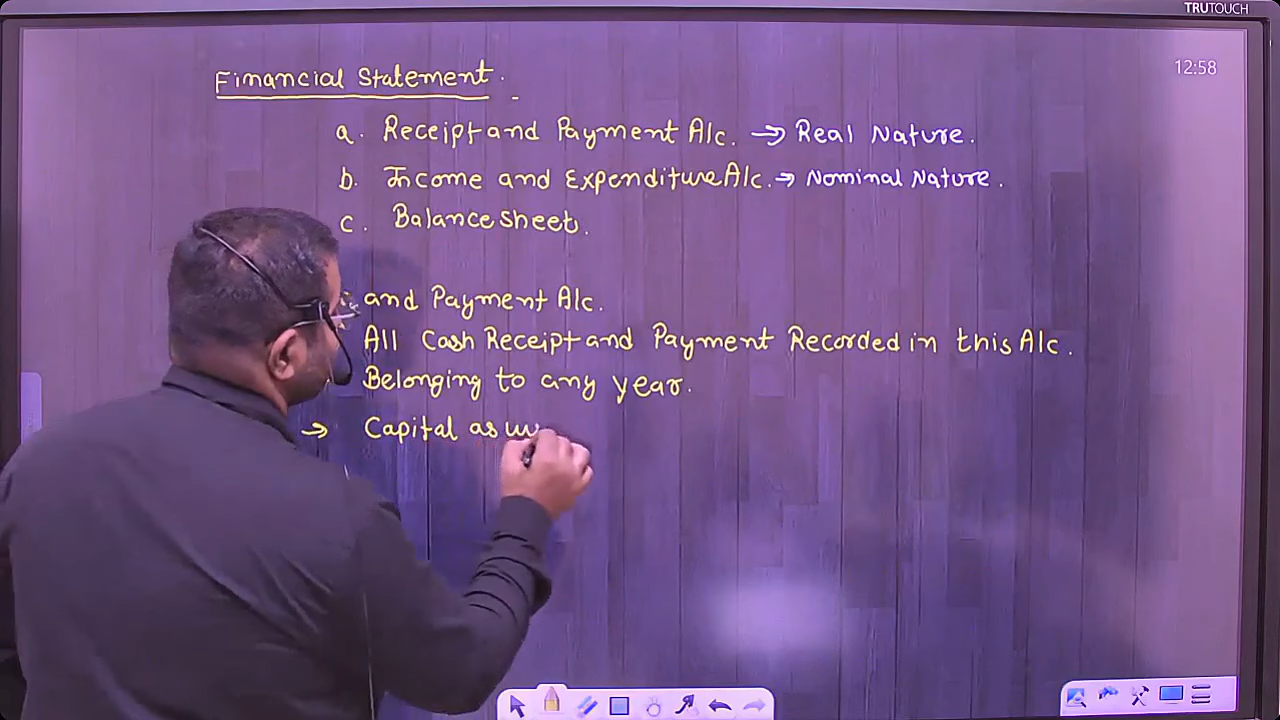 TRUTOUCH
12:58
Financial Statement.
a. Receipt and Payment A/c. → Real Nature.
b. Income and Expenditure A/c. → Nominal Nature.
c. Balance Sheet.
and Payment A/c.
All Cash Receipt and Payment Recorded in this A/c.
Belonging to any year.
→ Capital as